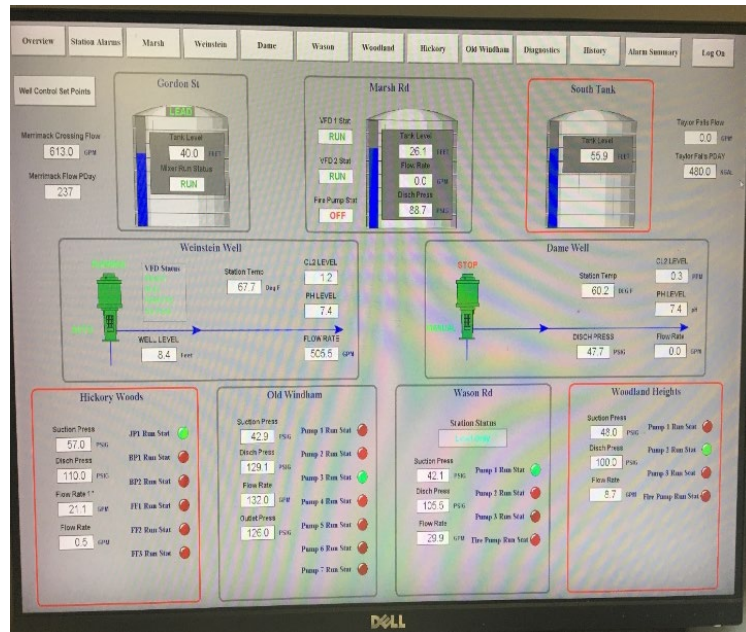 Overview Station Alarms Marsh Weinstein Dame Wason Woodland Hickory Old Windham Diagnostics History Alarm Summary Log On
Well Control Set Points
Merrimack Crossing Flow
613.0 GPM
Merrimack Flow PDay
237
Gordon St
LEAD
Tank Level
40.0 FEET
Mixer Run Status
RUN
Marsh Rd
VFD 1 Stat
RUN
VFD 2 Stat
RUN
Fire Pump Stat
OFF
Tank Level
26.1 FEET
Flow Rate
0.0 GPM
Disch Press
88.7 PSIG
South Tank
Tank Level
55.9 FEET
Taylor Falls Flow
0.0 GPM
Taylor Falls PDAY
480.0 KGAL
Weinstein Well
VFD Status
Station Temp
67.7 Deg F
CL2 LEVEL
1.2
PH LEVEL
7.4
WELL LEVEL
8.4 Feet
FLOW RATE
505.5 GPM
Dame Well
STOP
Station Temp
60.2 DEG F
CL2 LEVEL
0.3 PPM
PH LEVEL
7.4 pH
DISCH PRESS
47.7 PSIG
Flow Rate
0.0 GPM
Hickory Woods
Suction Press
57.0 PSIG
Disch Press
110.0 PSIG
Flow Rate 1"
21.1 GPM
Flow Rate
0.5 GPM
JP1 Run Stat
BP1 Run Stat
BP2 Run Stat
FF1 Run Stat
FF2 Run Stat
FF3 Run Stat
Old Windham
Suction Press
42.9 PSIG
Disch Press
129.1 PSIG
Flow Rate
132.0 GPM
Outlet Press
126.0 PSIG
Pump 1 Run Stat
Pump 2 Run Stat
Pump 3 Run Stat
Pump 4 Run Stat
Pump 5 Run Stat
Pump 6 Run Stat
Pump 7 Run Stat
Wason Rd
Station Status
Suction Press
42.1 PSIG
Disch Press
105.5 PSIG
Flow Rate
29.9 GPM
Pump 1 Run Stat
Pump 2 Run Stat
Pump 3 Run Stat
Fire Pump Run Stat
Woodland Heights
Suction Press
48.0 PSIG
Disch Press
100.0 PSIG
Flow Rate
8.7 GPM
Pump 1 Run Stat
Pump 2 Run Stat
Pump 3 Run Stat
Fire Pump Run Stat
DELL